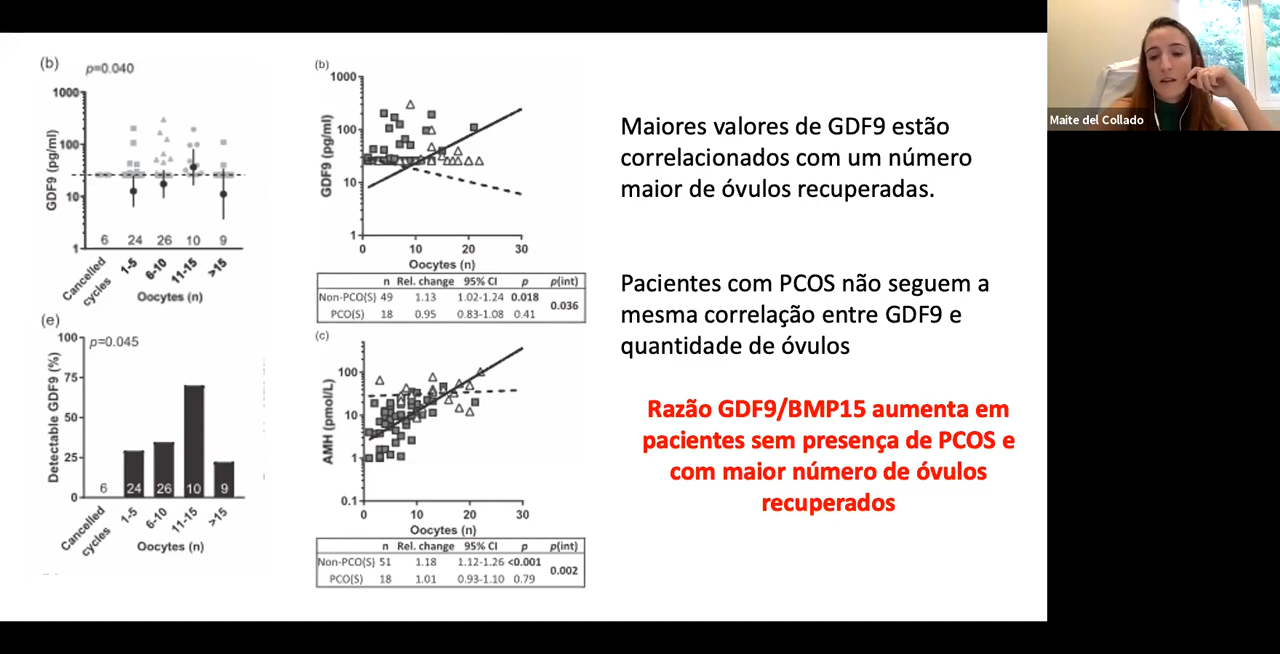 (b)
p=0.040
1000
100
10
1
GDF9 (pg/ml)
6 24 26 10 9
Cancelled cycles 1-5 6-10 11-15 >15
Oocytes (n)
(e)
p=0.045
100
75
50
25
0
Detectable GDF9 (%)
6 24 26 10 9
Cancelled cycles 1-5 6-10 11-15 >15
Oocytes (n)
(b)
1000
100
10
1
GDF9 (pg/ml)
0 10 20 30
Oocytes (n)
n Rel. change 95% CI p p(int)
Non-PCO(S) 49 1.13 1.02-1.24 0.018
0.036
PCO(S) 18 0.95 0.83-1.08 0.41
(c)
100
10
1
0.1
AMH (pmol/L)
0 10 20 30
Oocytes (n)
n Rel. change 95% CI p p(int)
Non-PCO(S) 51 1.18 1.12-1.26 <0.001
0.002
PCO(S) 18 1.01 0.93-1.10 0.79
Maiores valores de GDF9 estão
correlacionados com um número
maior de óvulos recuperadas.
Pacientes com PCOS não seguem a
mesma correlação entre GDF9 e
quantidade de óvulos
Razão GDF9/BMP15 aumenta em
pacientes sem presença de PCOS e
com maior número de óvulos
recuperados
Maite del Collado